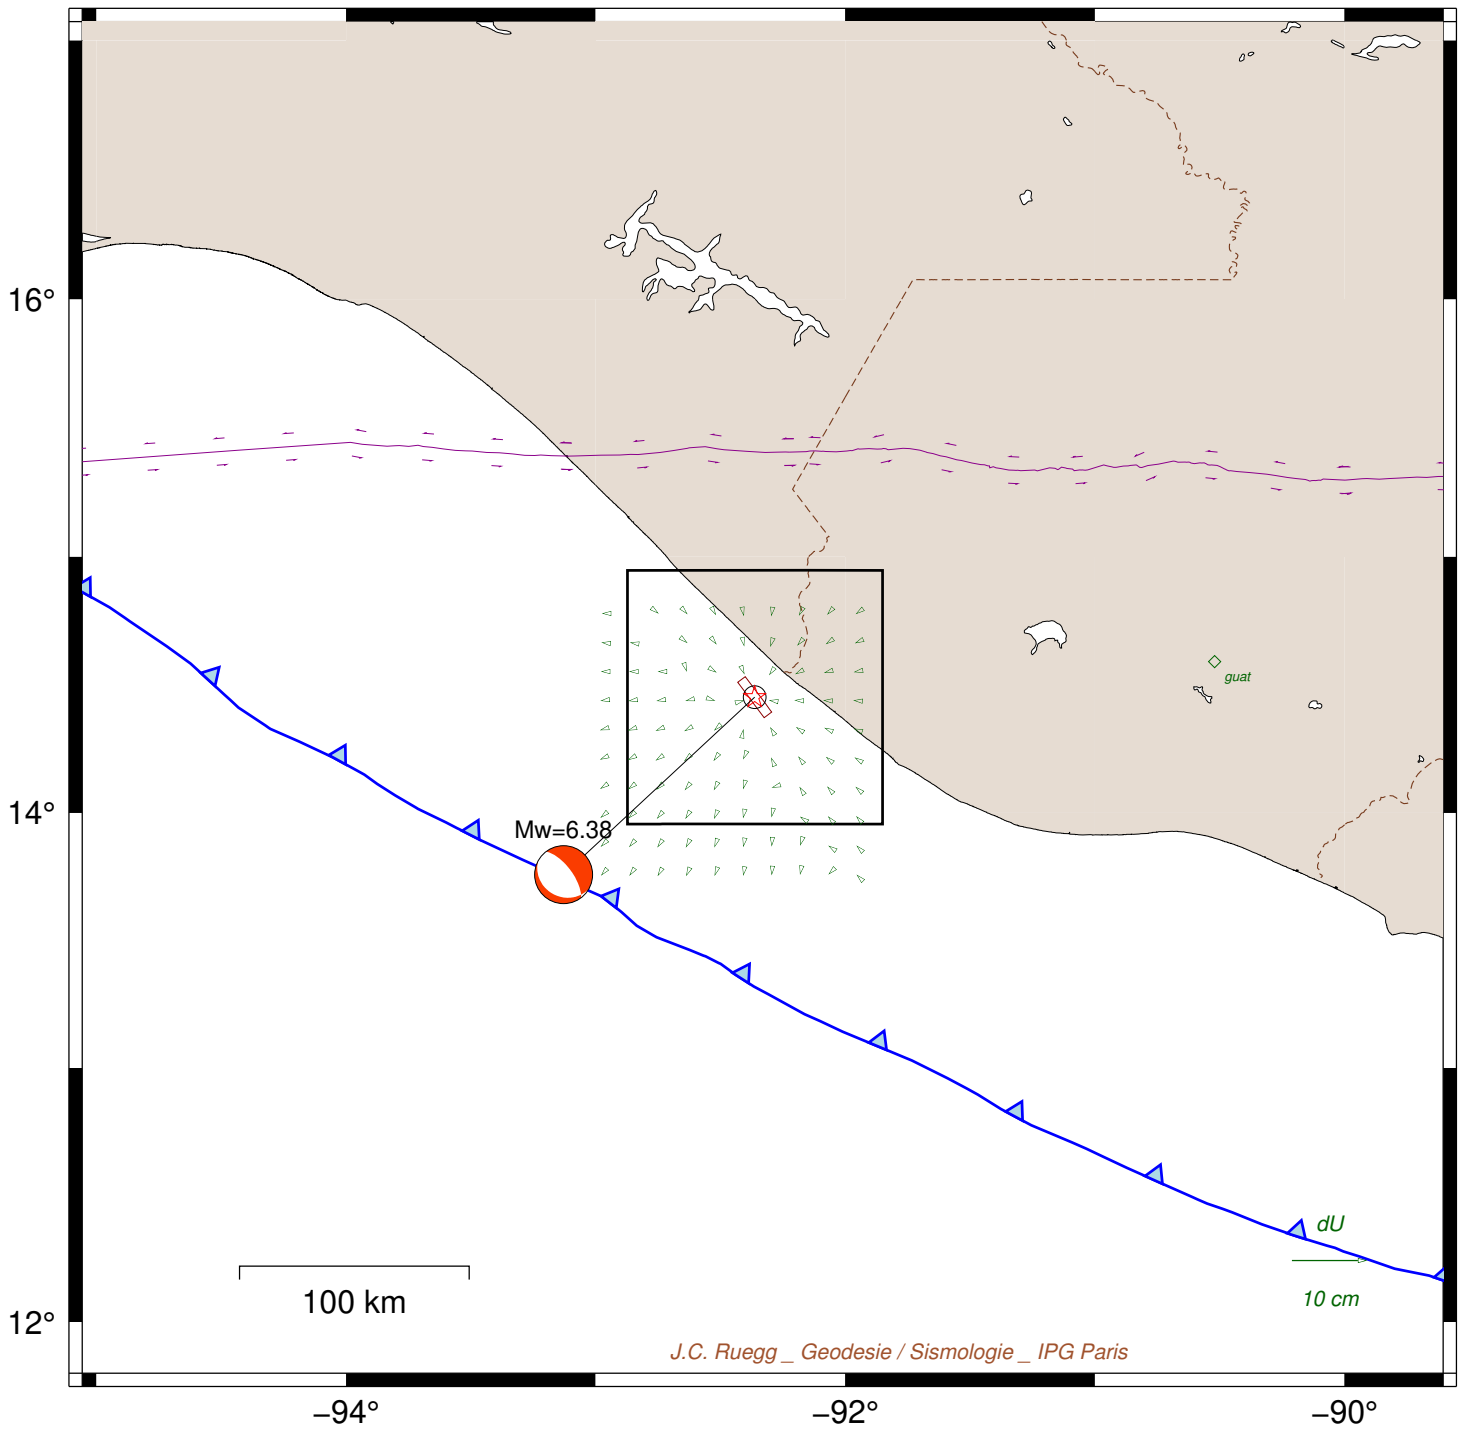 16°
guat
14°
Mw=6.38
dU
10 cm
100 km
12°
J.C. Ruegg _ Geodesie / Sismologie _ IPG Paris
−94°
−92°
−90°